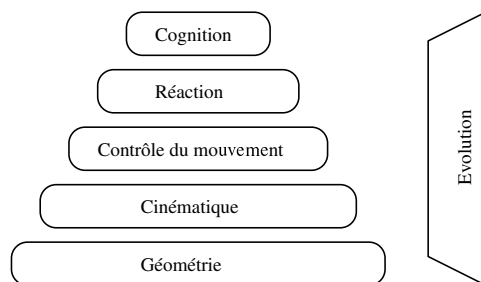 Cognition
Réaction
Contrôle du mouvement
Cinématique
Géométrie
Evolution